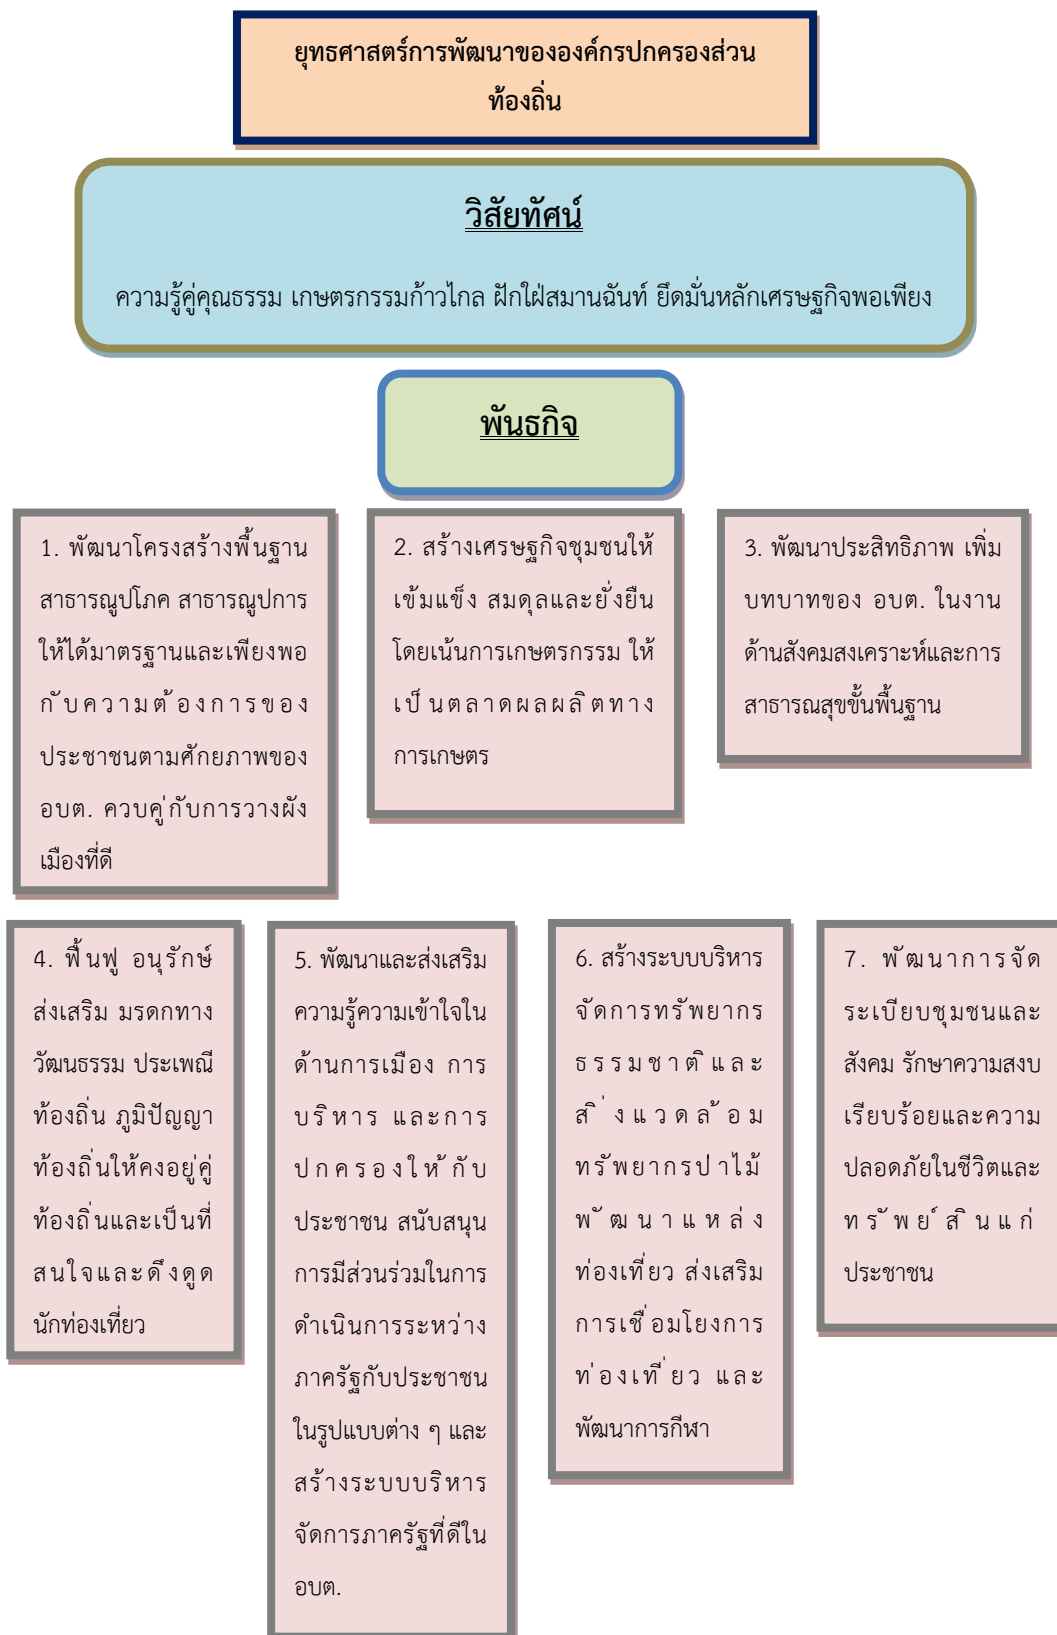 ยุทธศาสตร์การพัฒนาขององค์กรปกครองส่วน
ท้องถิ่น
วิสัยทัศน์
ความรู้คู่คุณธรรม เกษตรกรรมก้าวไกล ฝักใฝ่สมานฉันท์ ยึดมั่นหลักเศรษฐกิจพอเพียง
พันธกิจ
1. พัฒนาโครงสร้างพื้นฐาน
สาธารณูปโภค สาธารณูปการ
ให้ได้มาตรฐานและเพียงพอ
กับความต้องการของ
ประชาชนตามศักยภาพของ
อบต. ควบคู่กับการวางผัง
เมืองที่ดี
2. สร้างเศรษฐกิจชุมชนให้
เข้มแข็ง สมดุลและยั่งยืน
โดยเน้นการเกษตรกรรม ให้
เป็นตลาดผลผลิตทาง
การเกษตร
3. พัฒนาประสิทธิภาพ เพิ่ม
บทบาทของ อบต. ในงาน
ด้านสังคมสงเคราะห์และการ
สาธารณสุขขั้นพื้นฐาน
4. ฟื้นฟู อนุรักษ์
ส่งเสริม มรดกทาง
วัฒนธรรม ประเพณี
ท้องถิ่น ภูมิปัญญา
ท้องถิ่นให้คงอยู่คู่
ท้องถิ่นและเป็นที่
สนใจและดึงดูด
นักท่องเที่ยว
5. พัฒนาและส่งเสริม
ความรู้ความเข้าใจใน
ด้านการเมือง การ
บริหาร และการ
ปกครองให้กับ
ประชาชน สนับสนุน
การมีส่วนร่วมในการ
ดำเนินการระหว่าง
ภาครัฐกับประชาชน
ในรูปแบบต่าง ๆ และ
สร้างระบบบริหาร
จัดการภาครัฐที่ดีใน
อบต.
6. สร้างระบบบริหาร
จัดการทรัพยากร
ธรรมชาติและ
สิ่งแวดล้อม
ทรัพยากรป่าไม้
พัฒนาแหล่ง
ท่องเที่ยว ส่งเสริม
การเชื่อมโยงการ
ท่องเที่ยว และ
พัฒนาการกีฬา
7. พัฒนาการจัด
ระเบียบชุมชนและ
สังคม รักษาความสงบ
เรียบร้อยและความ
ปลอดภัยในชีวิตและ
ทรัพย์สินแก่
ประชาชน